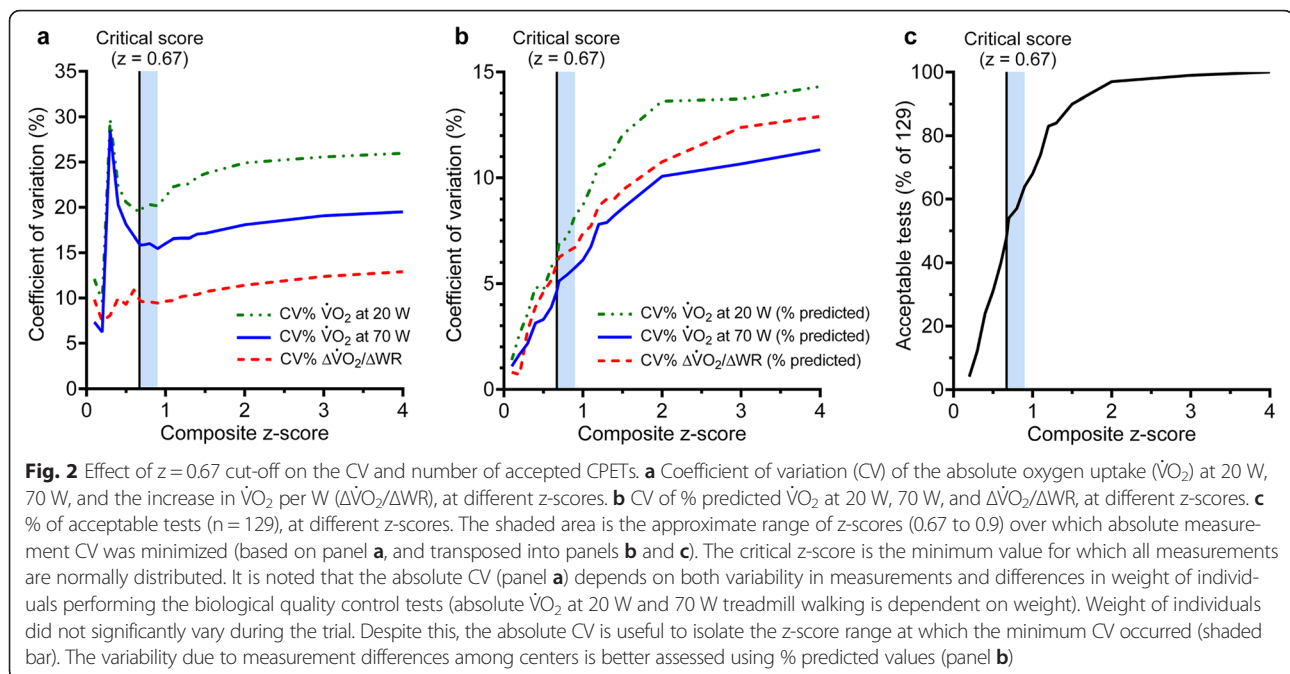 a
Critical score
(z = 0.67)
35
30
25
20
15
10
5
0
Coefficient of variation (%)
CV% V̇O₂ at 20 W
CV% V̇O₂ at 70 W
CV% ΔV̇O₂/ΔWR
0 1 2 3 4
Composite z-score
b
Critical score
(z = 0.67)
15
10
5
0
Coefficient of variation (%)
CV% V̇O₂ at 20 W (% predicted)
CV% V̇O₂ at 70 W (% predicted)
CV% ΔV̇O₂/ΔWR (% predicted)
0 1 2 3 4
Composite z-score
c
Critical score
(z = 0.67)
100
80
60
40
20
0
Acceptable tests (% of 129)
0 1 2 3 4
Composite z-score
Fig. 2 Effect of z = 0.67 cut-off on the CV and number of accepted CPETs. a Coefficient of variation (CV) of the absolute oxygen uptake (V̇O₂) at 20 W,
70 W, and the increase in V̇O₂ per W (ΔV̇O₂/ΔWR), at different z-scores. b CV of % predicted V̇O₂ at 20 W, 70 W, and ΔV̇O₂/ΔWR, at different z-scores. c
% of acceptable tests (n = 129), at different z-scores. The shaded area is the approximate range of z-scores (0.67 to 0.9) over which absolute measure-
ment CV was minimized (based on panel a, and transposed into panels b and c). The critical z-score is the minimum value for which all measurements
are normally distributed. It is noted that the absolute CV (panel a) depends on both variability in measurements and differences in weight of individ-
uals performing the biological quality control tests (absolute V̇O₂ at 20 W and 70 W treadmill walking is dependent on weight). Weight of individuals
did not significantly vary during the trial. Despite this, the absolute CV is useful to isolate the z-score range at which the minimum CV occurred (shaded
bar). The variability due to measurement differences among centers is better assessed using % predicted values (panel b)